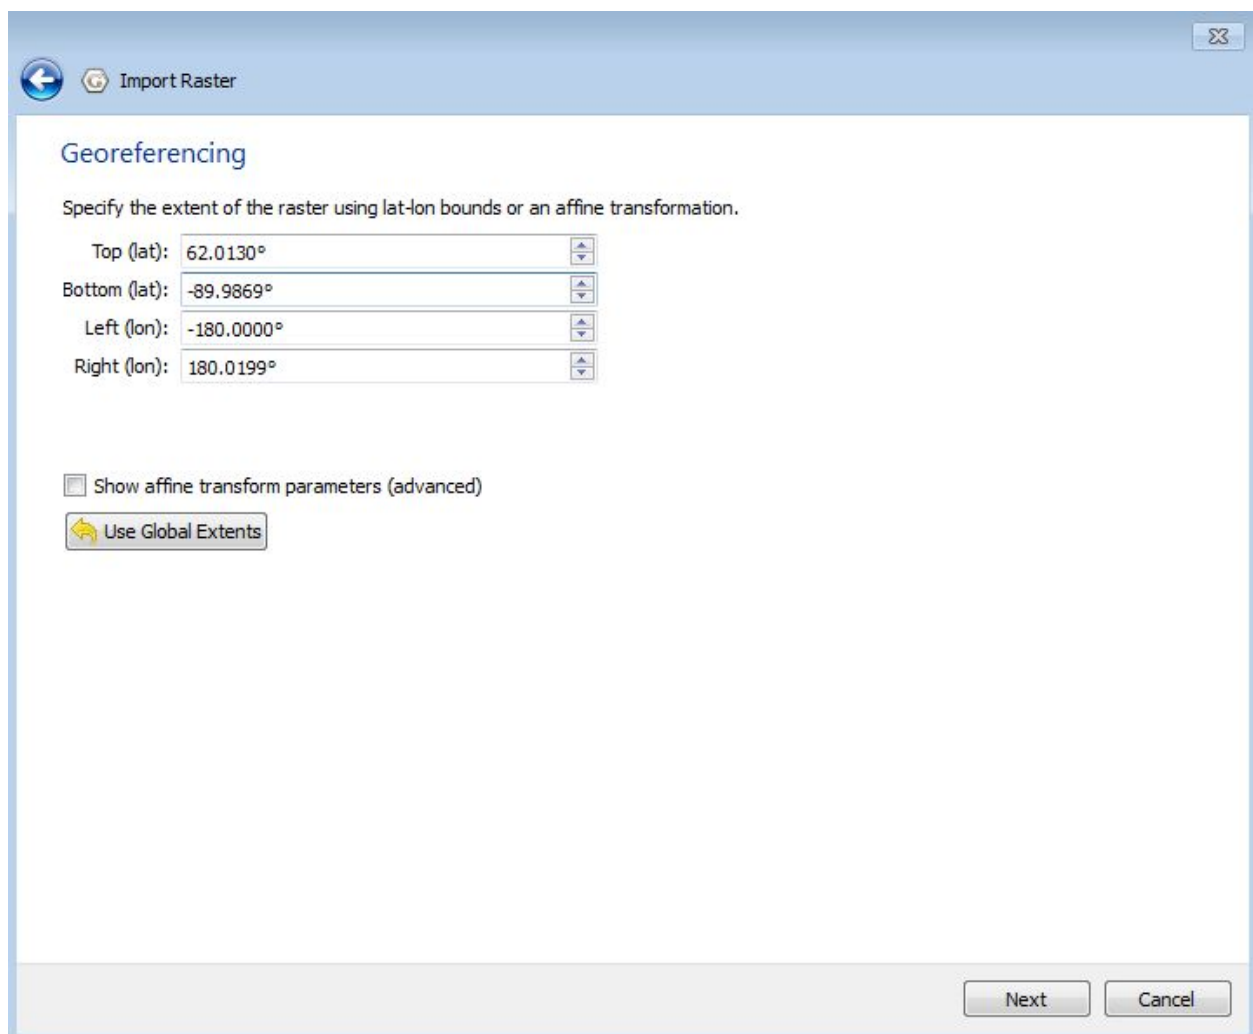 Import Raster
Georeferencing
Specify the extent of the raster using lat-lon bounds or an affine transformation.
Top (lat): 62.0130°
Bottom (lat): -89.9869°
Left (lon): -180.0000°
Right (lon): 180.0199°
Show affine transform parameters (advanced)
Use Global Extents
Next Cancel